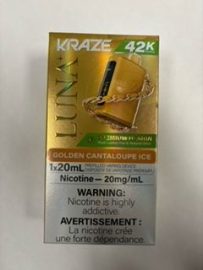 KRAZE 42K
LUNA
GOLDEN CANTALOUPE ICE
1x20mL
Nicotine – 20mg/mL
WARNING:
Nicotine is highly
addictive.
AVERTISSEMENT :
La nicotine crée
une forte dépendance.